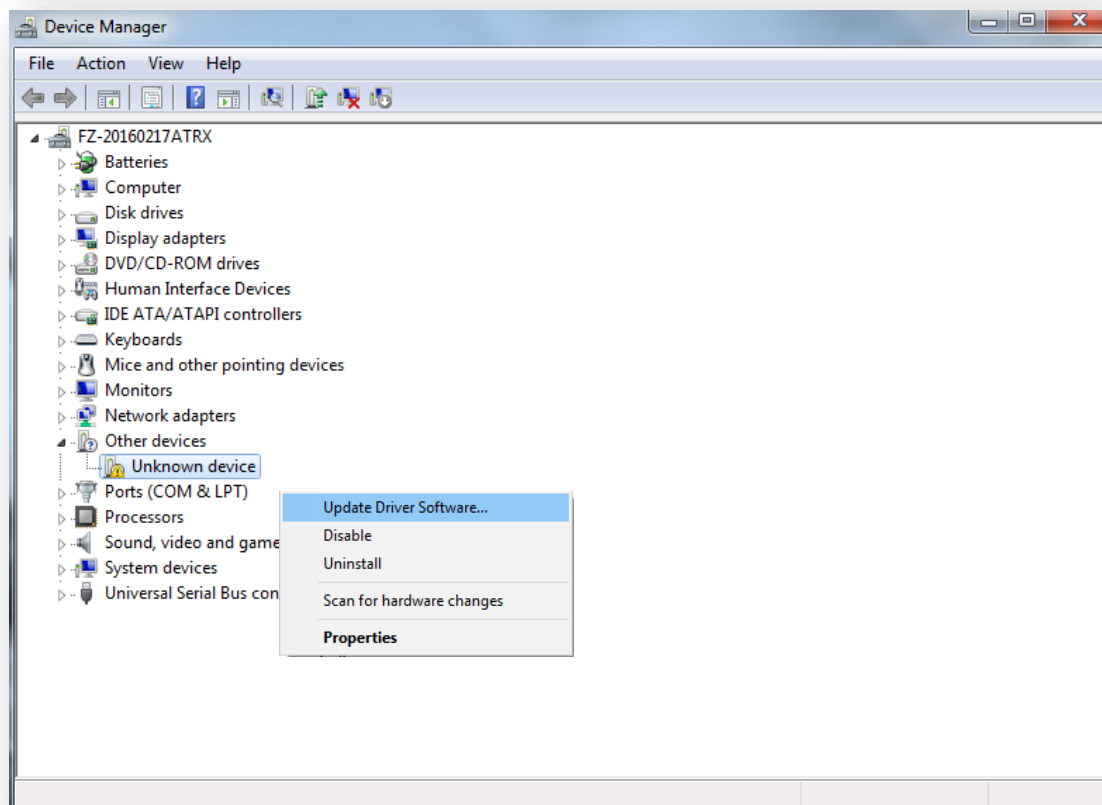 Device Manager
File Action View Help
FZ-20160217ATRX
Batteries
Computer
Disk drives
Display adapters
DVD/CD-ROM drives
Human Interface Devices
IDE ATA/ATAPI controllers
Keyboards
Mice and other pointing devices
Monitors
Network adapters
Other devices
Unknown device
Ports (COM & LPT)
Processors
Sound, video and game
System devices
Universal Serial Bus con
Update Driver Software...
Disable
Uninstall
Scan for hardware changes
Properties